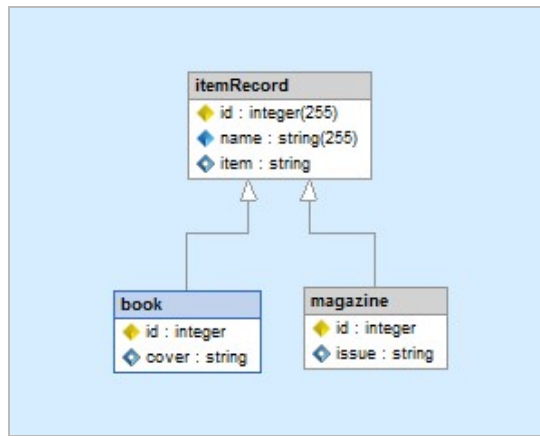 itemRecord
id : integer(255)
name : string(255)
item : string
book
id : integer
cover : string
magazine
id : integer
issue : string